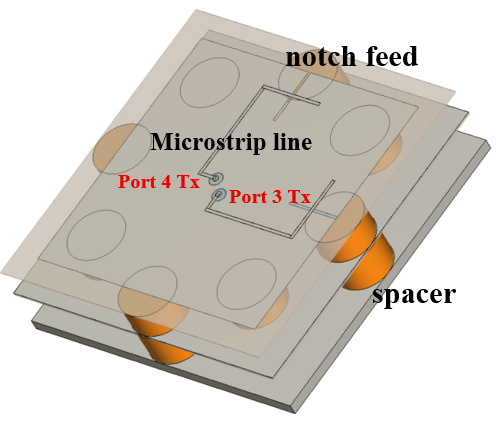 notch feed
Microstrip line
Port 4 Tx
Port 3 Tx
spacer